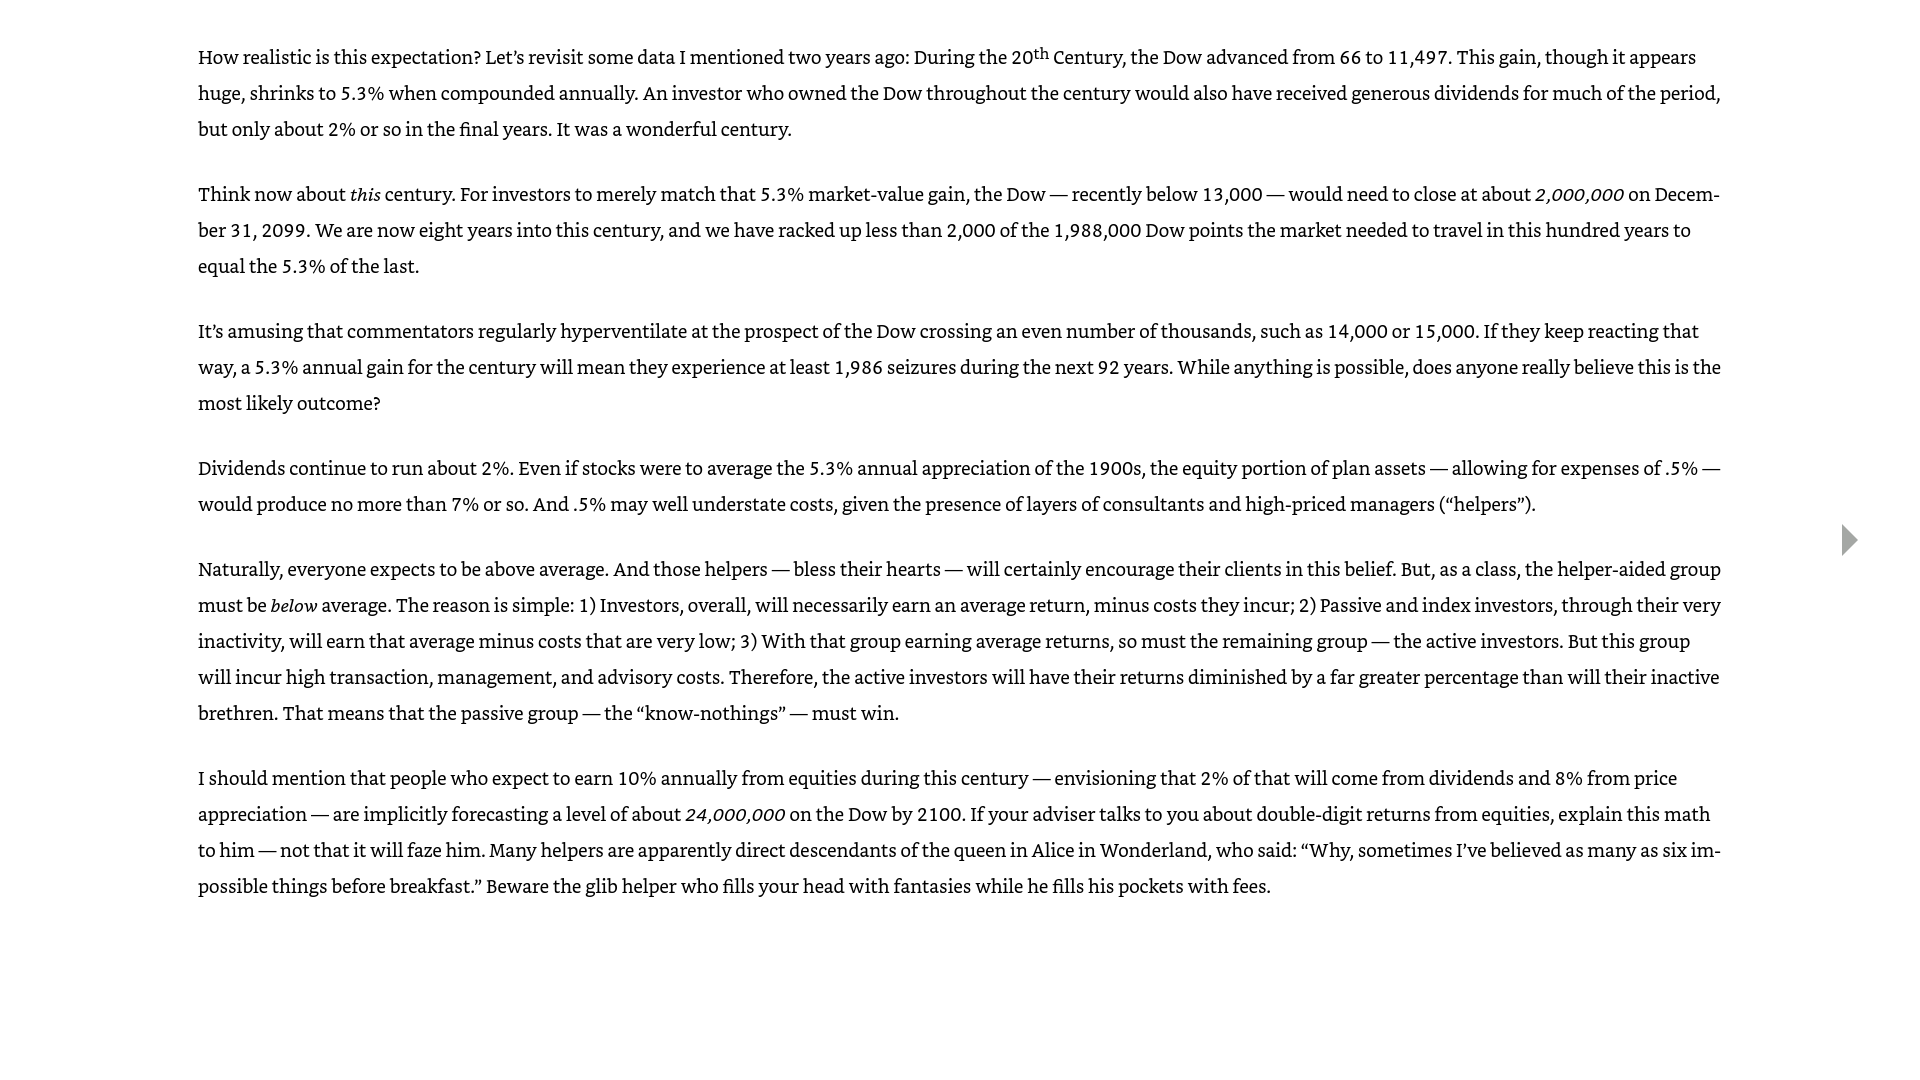 How realistic is this expectation? Let’s revisit some data I mentioned two years ago: During the 20th Century, the Dow advanced from 66 to 11,497. This gain, though it appears
huge, shrinks to 5.3% when compounded annually. An investor who owned the Dow throughout the century would also have received generous dividends for much of the period,
but only about 2% or so in the final years. It was a wonderful century.
Think now about this century. For investors to merely match that 5.3% market-value gain, the Dow — recently below 13,000 — would need to close at about 2,000,000 on Decem-
ber 31, 2099. We are now eight years into this century, and we have racked up less than 2,000 of the 1,988,000 Dow points the market needed to travel in this hundred years to
equal the 5.3% of the last.
It’s amusing that commentators regularly hyperventilate at the prospect of the Dow crossing an even number of thousands, such as 14,000 or 15,000. If they keep reacting that
way, a 5.3% annual gain for the century will mean they experience at least 1,986 seizures during the next 92 years. While anything is possible, does anyone really believe this is the
most likely outcome?
Dividends continue to run about 2%. Even if stocks were to average the 5.3% annual appreciation of the 1900s, the equity portion of plan assets — allowing for expenses of .5% —
would produce no more than 7% or so. And .5% may well understate costs, given the presence of layers of consultants and high-priced managers (“helpers”).
Naturally, everyone expects to be above average. And those helpers — bless their hearts — will certainly encourage their clients in this belief. But, as a class, the helper-aided group
must be below average. The reason is simple: 1) Investors, overall, will necessarily earn an average return, minus costs they incur; 2) Passive and index investors, through their very
inactivity, will earn that average minus costs that are very low; 3) With that group earning average returns, so must the remaining group — the active investors. But this group
will incur high transaction, management, and advisory costs. Therefore, the active investors will have their returns diminished by a far greater percentage than will their inactive
brethren. That means that the passive group — the “know-nothings” — must win.
I should mention that people who expect to earn 10% annually from equities during this century — envisioning that 2% of that will come from dividends and 8% from price
appreciation — are implicitly forecasting a level of about 24,000,000 on the Dow by 2100. If your adviser talks to you about double-digit returns from equities, explain this math
to him — not that it will faze him. Many helpers are apparently direct descendants of the queen in Alice in Wonderland, who said: “Why, sometimes I’ve believed as many as six im-
possible things before breakfast.” Beware the glib helper who fills your head with fantasies while he fills his pockets with fees.